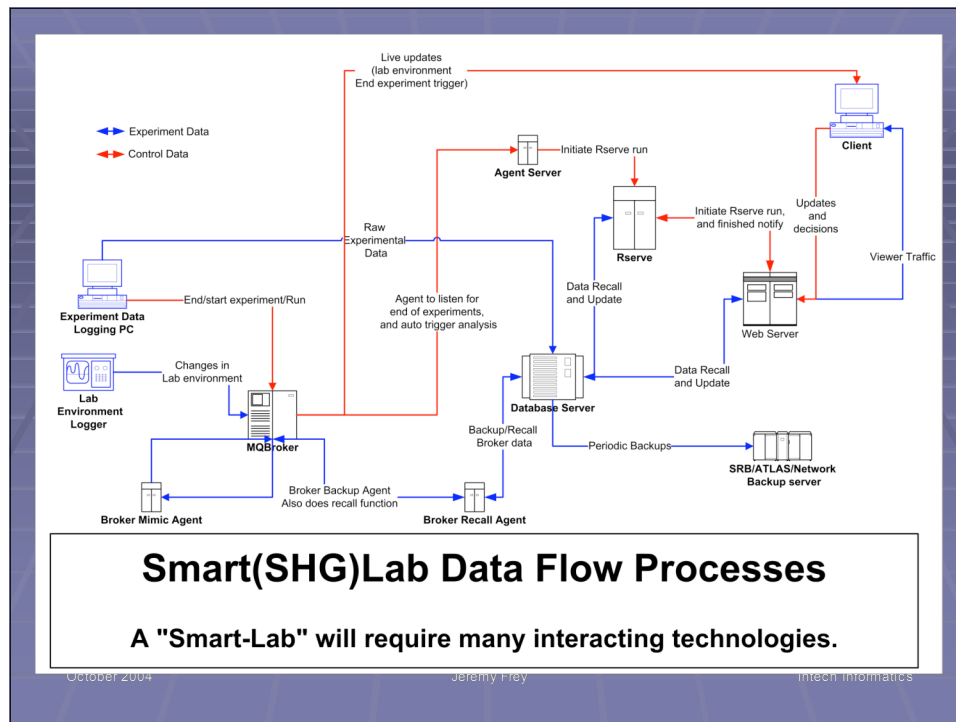 Live updates
(lab environment
End experiment trigger)
Experiment Data
Control Data
Client
Agent Server
Initiate Rserve run
Updates
and
decisions
Raw
Experimental
Data
Rserve
Initiate Rserve run,
and finished notify
Viewer Traffic
Experiment Data
Logging PC
End/start experiment/Run
Agent to listen for
end of experiments,
and auto trigger analysis
Data Recall
and Update
Web Server
Lab
Environment
Logger
Changes in
Lab environment
MQBroker
Database Server
Data Recall
and Update
Backup/Recall
Broker data
Periodic Backups
SRB/ATLAS/Network
Backup server
Broker Mimic Agent
Broker Backup Agent
Also does recall function
Broker Recall Agent
Smart(SHG)Lab Data Flow Processes
A "Smart-Lab" will require many interacting technologies.
October 2004
Jeremy Frey
Intech Informatics